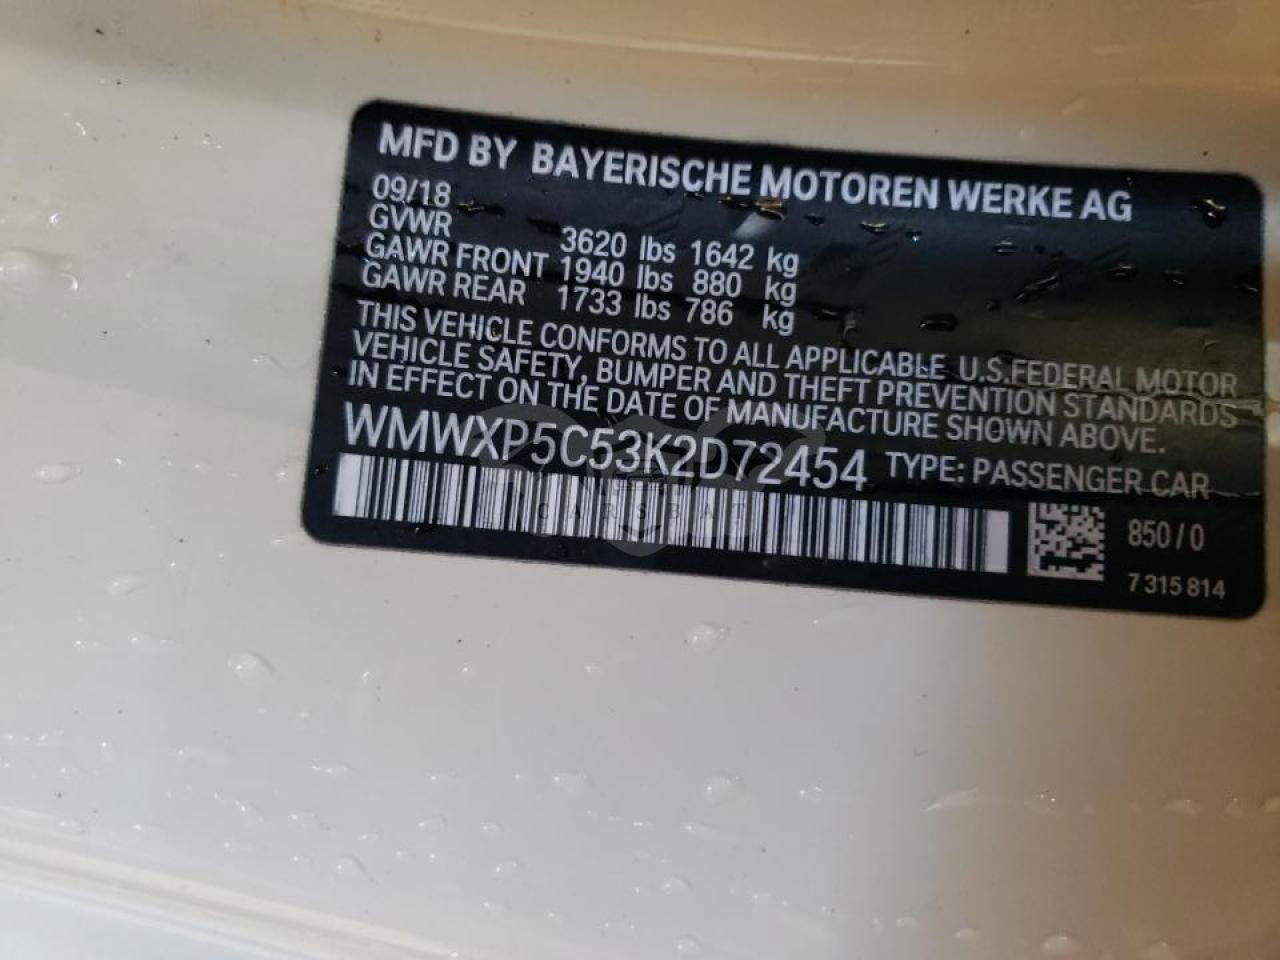 MFD BY BAYERISCHE MOTOREN WERKE AG
09/18
GVWR 3620 lbs 1642 kg
GAWR FRONT 1940 lbs 880 kg
GAWR REAR 1733 lbs 786 kg
THIS VEHICLE CONFORMS TO ALL APPLICABLE U.S.FEDERAL MOTOR
VEHICLE SAFETY, BUMPER AND THEFT PREVENTION STANDARDS
IN EFFECT ON THE DATE OF MANUFACTURE SHOWN ABOVE.
WMWXP5C53K2D72454 TYPE: PASSENGER CAR
CARSBAT
850/0
7 315 814